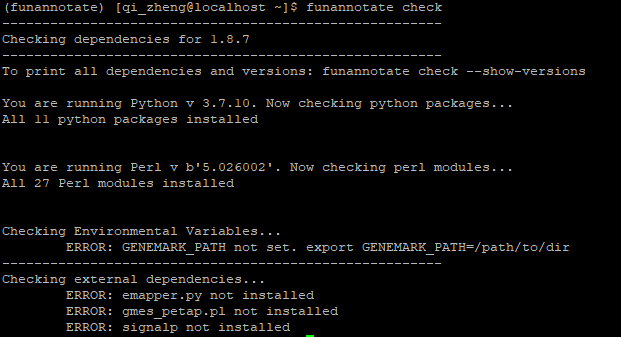 (funannotate) [qi_zheng@localhost ~]$ funannotate check
-------------------------------------------------------
Checking dependencies for 1.8.7
-------------------------------------------------------
To print all dependencies and versions: funannotate check --show-versions
You are running Python v 3.7.10. Now checking python packages...
All 11 python packages installed
You are running Perl v b'5.026002'. Now checking perl modules...
All 27 Perl modules installed
Checking Environmental Variables...
ERROR: GENEMARK_PATH not set. export GENEMARK_PATH=/path/to/dir
-------------------------------------------------------
Checking external dependencies...
ERROR: emapper.py not installed
ERROR: gmes_petap.pl not installed
ERROR: signalp not installed